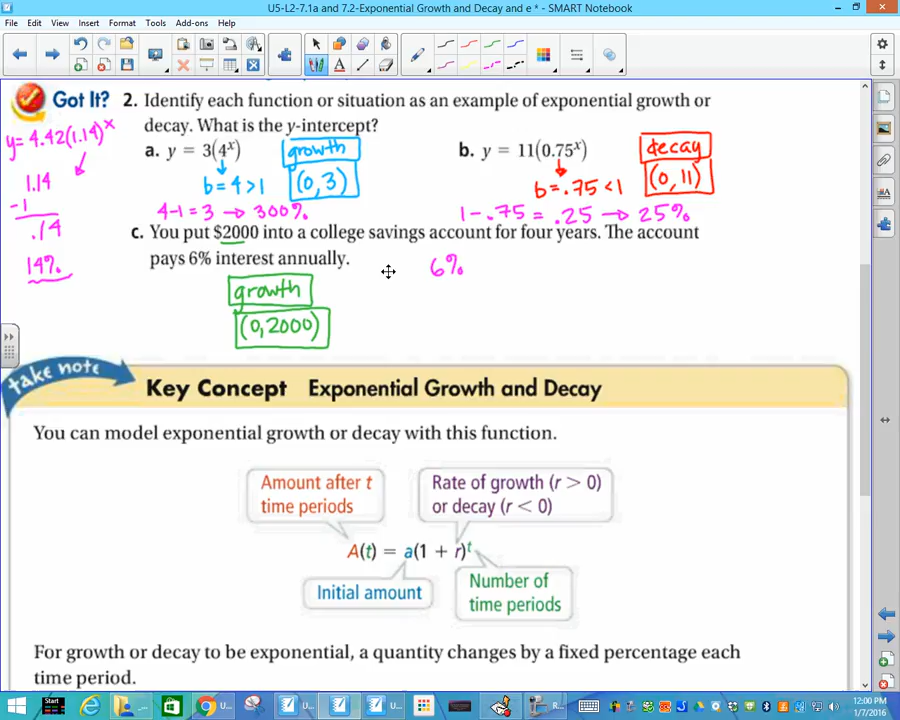 U5-L2-7.1a and 7.2-Exponential Growth and Decay and e * - SMART Notebook
File Edit View Insert Format Tools Add-ons Help
Got It? 2. Identify each function or situation as an example of exponential growth or
decay. What is the y-intercept?
y = 4.42(1.14)^x
1.14
-1
.14
14%
a. y = 3(4^x)
growth
b = 4 > 1
(0, 3)
4-1 = 3 → 300%
b. y = 11(0.75^x)
decay
b = .75 < 1
(0, 11)
1 - .75 = .25 → 25%
c. You put $2000 into a college savings account for four years. The account
pays 6% interest annually.
6%
growth
(0, 2000)
take note
Key Concept Exponential Growth and Decay
You can model exponential growth or decay with this function.
Amount after t
time periods
Rate of growth (r > 0)
or decay (r < 0)
A(t) = a(1 + r)^t
Initial amount
Number of
time periods
For growth or decay to be exponential, a quantity changes by a fixed percentage each
time period.
Start
U...
U...
U...
U...
R...
12:00 PM
1/7/2016